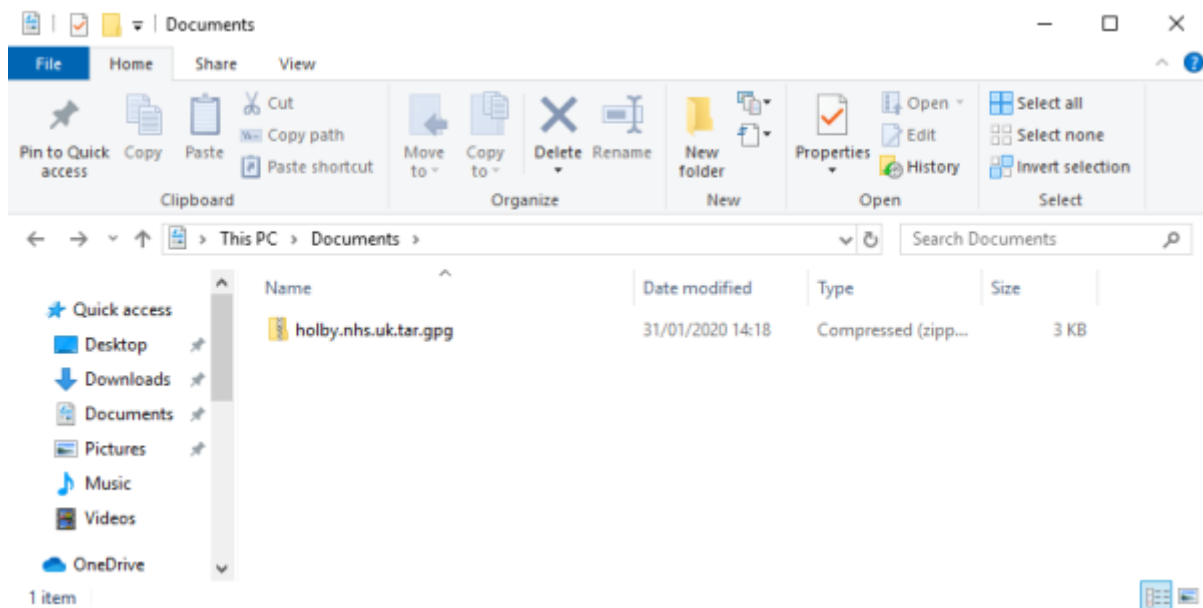 Documents
File Home Share View
Pin to Quick access
Copy
Paste
Cut
Copy path
Paste shortcut
Clipboard
Move to
Copy to
Delete
Rename
Organize
New folder
New
Properties
Open
Edit
History
Open
Select all
Select none
Invert selection
Select
This PC > Documents >
Search Documents
Quick access
Desktop
Downloads
Documents
Pictures
Music
Videos
OneDrive
Name Date modified Type Size
holby.nhs.uk.tar.gpg 31/01/2020 14:18 Compressed (zipp... 3 KB
1 item